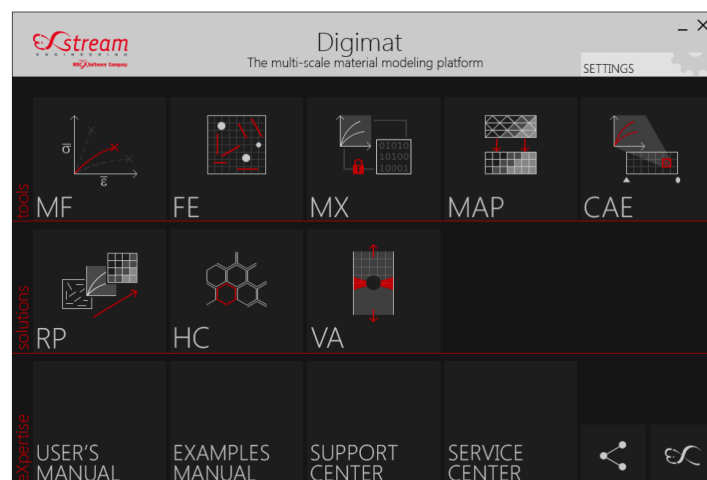 eXstream
ENGINEERING
MSC Software Company
Digimat
The multi-scale material modeling platform
SETTINGS
tools
σ
ε
MF
FE
01010
10100
10001
MX
MAP
CAE
solutions
RP
HC
VA
eXpertise
USER'S
MANUAL
EXAMPLES
MANUAL
SUPPORT
CENTER
SERVICE
CENTER